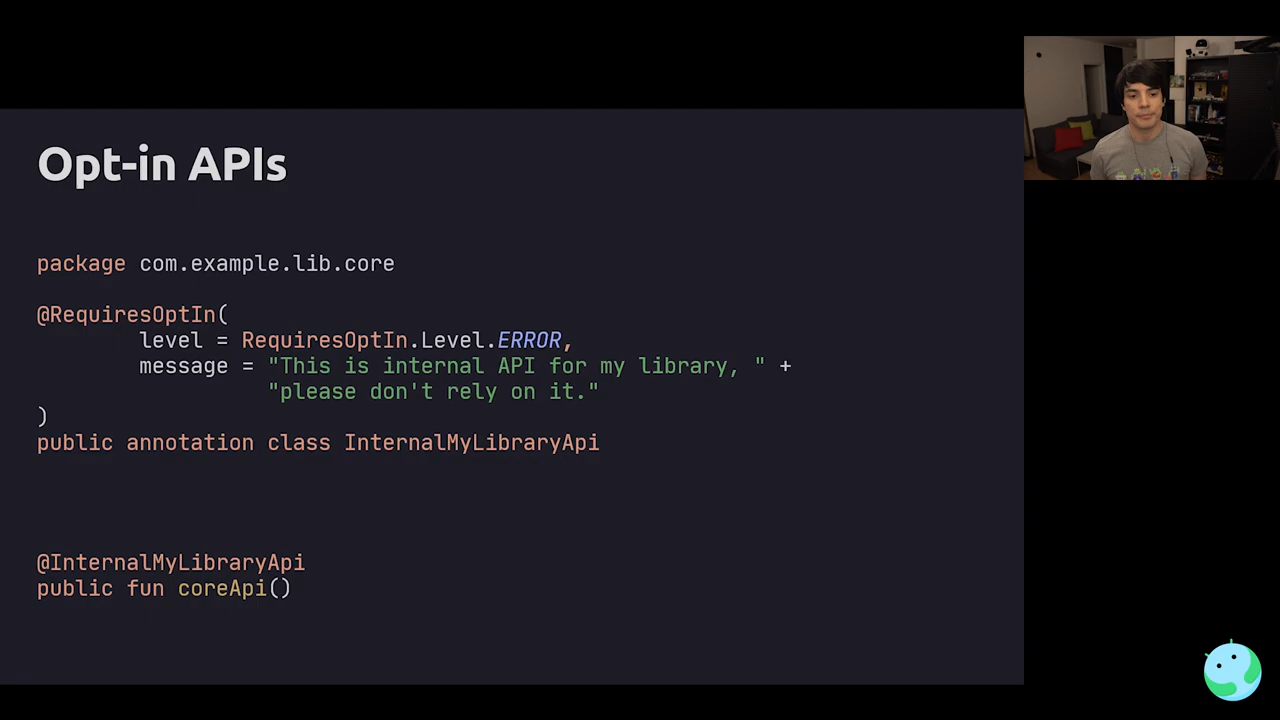 Opt-in APIs
package com.example.lib.core
@RequiresOptIn(
level = RequiresOptIn.Level.ERROR,
message = "This is internal API for my library, " +
"please don't rely on it."
)
public annotation class InternalMyLibraryApi
@InternalMyLibraryApi
public fun coreApi()